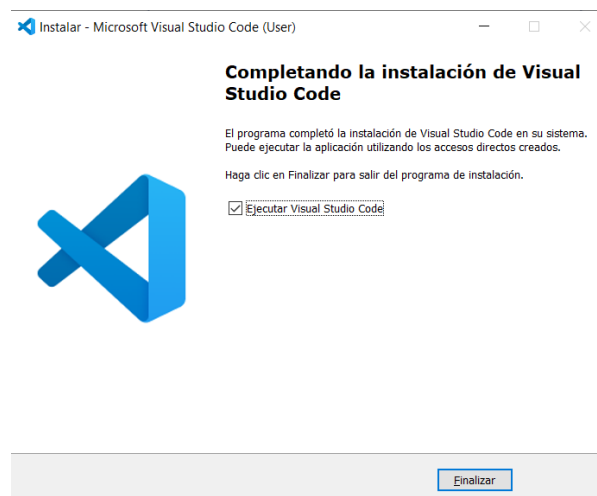 Instalar - Microsoft Visual Studio Code (User)
Completando la instalación de Visual
Studio Code
El programa completó la instalación de Visual Studio Code en su sistema.
Puede ejecutar la aplicación utilizando los accesos directos creados.
Haga clic en Finalizar para salir del programa de instalación.
Ejecutar Visual Studio Code
Finalizar